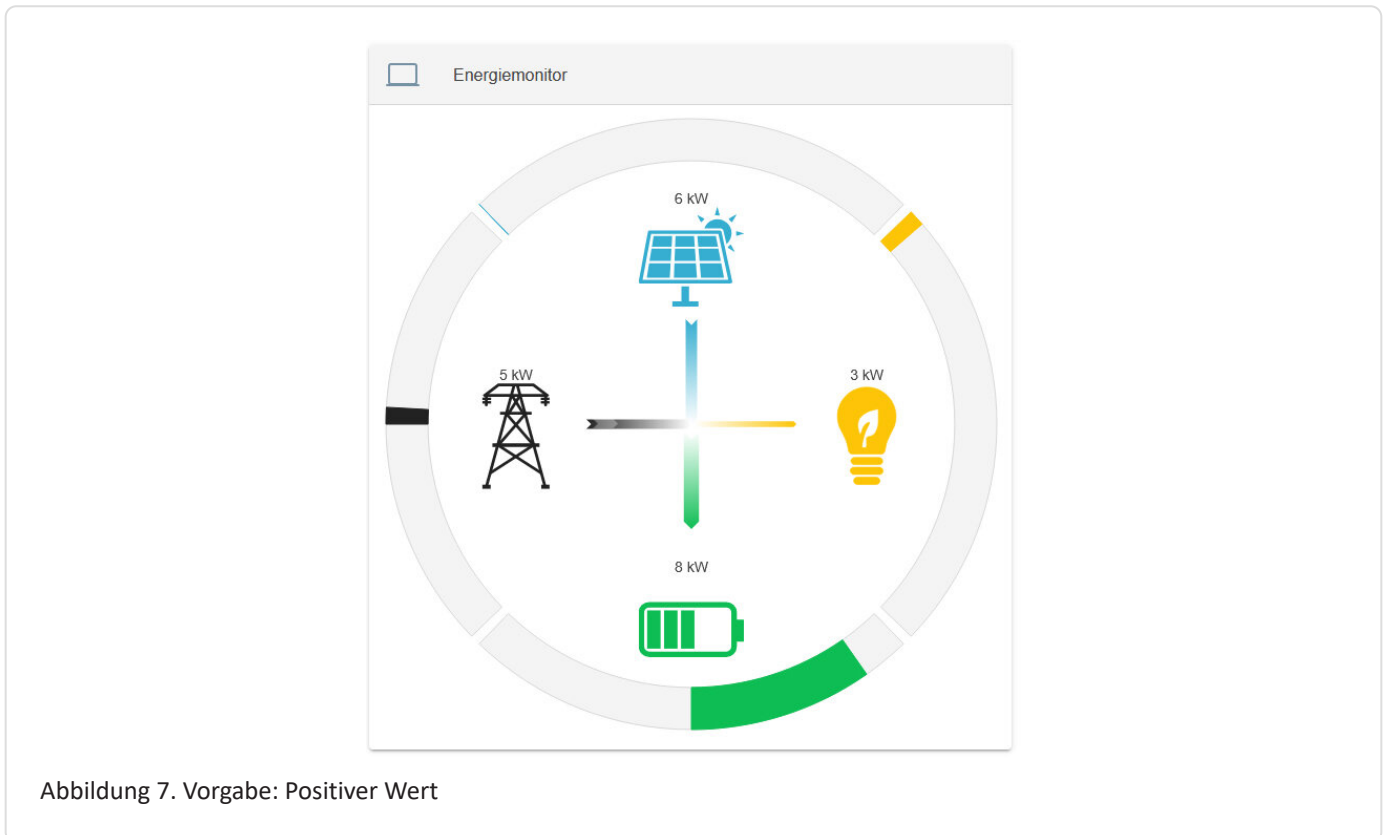 Energiemonitor
6 kW
5 kW
3 kW
8 kW
Abbildung 7. Vorgabe: Positiver Wert